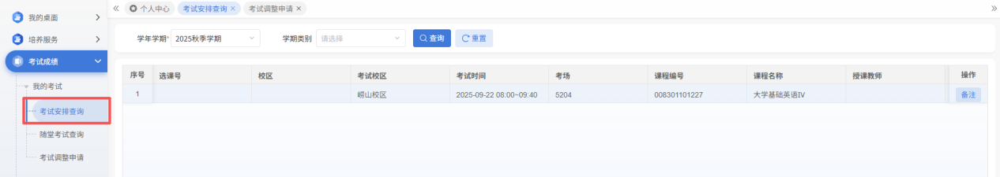 我的桌面
培养服务
考试成绩
我的考试
考试安排查询
随堂考试查询
考试调整申请
个人中心 考试安排查询 × 考试调整申请 ×
学年学期* 2025秋季学期 学期类别 请选择 查询 重置
序号 选课号 校区 考试校区 考试时间 考场 课程编号 课程名称 授课教师 操作
1 崂山校区 2025-09-22 08:00~09:40 5204 008301101227 大学基础英语IV 备注